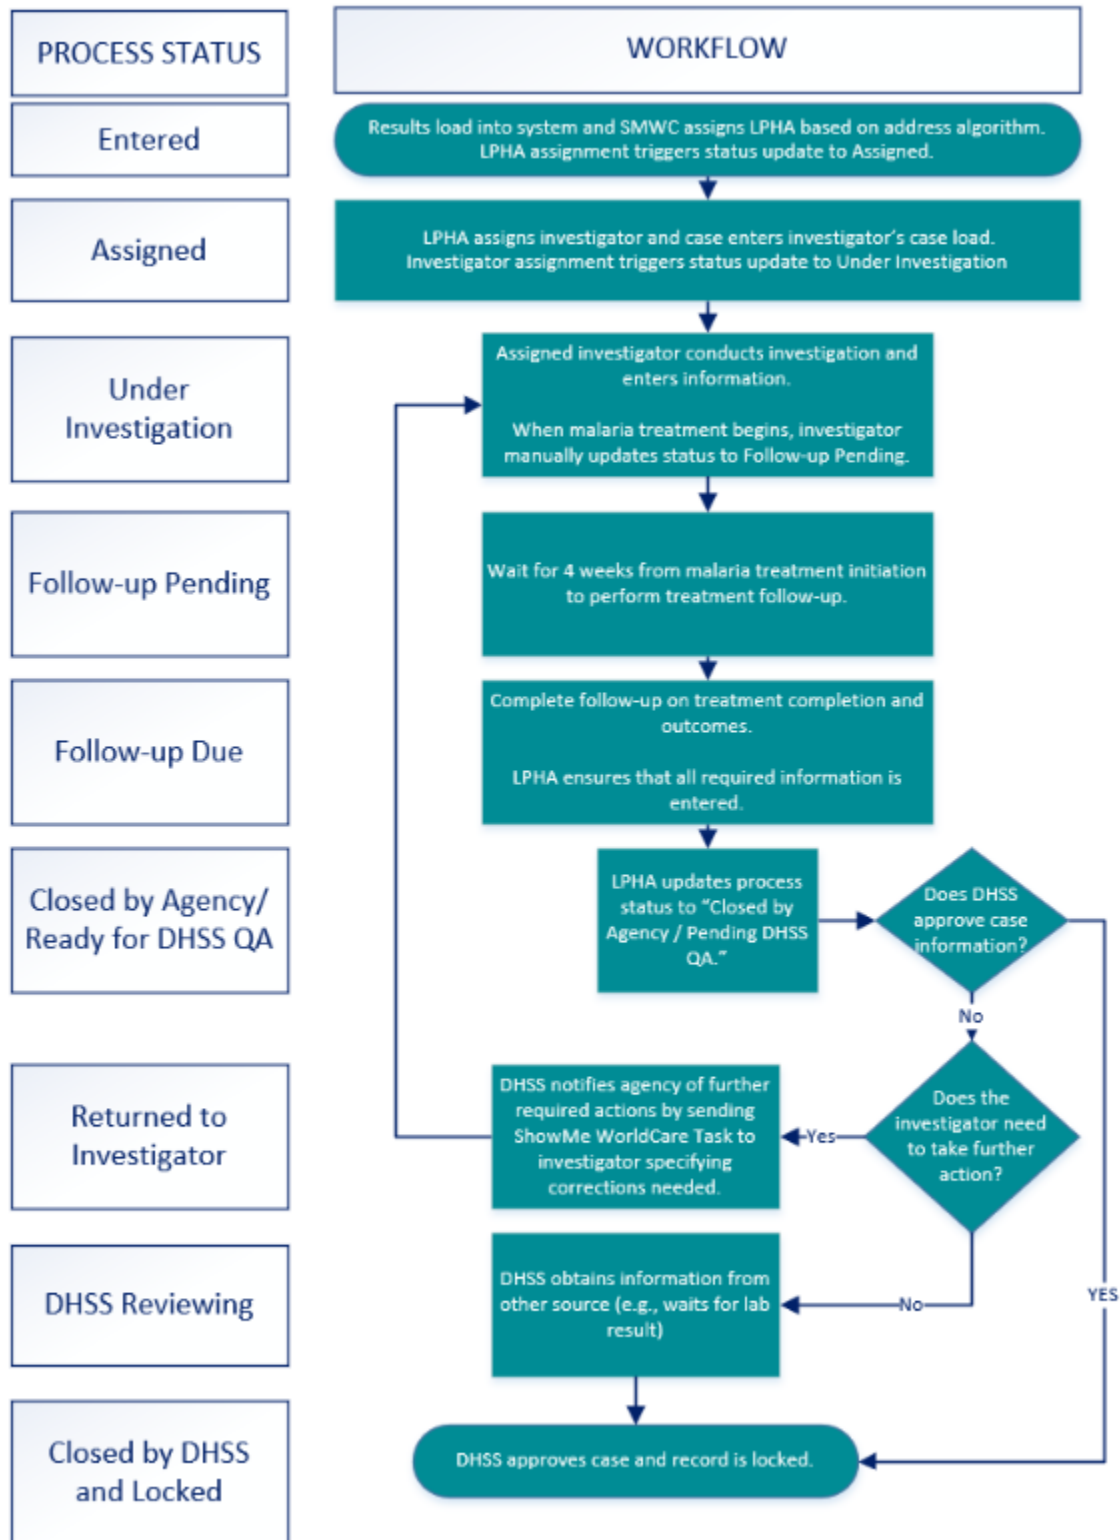 PROCESS STATUS
WORKFLOW
Entered
Results load into system and SMWC assigns LPHA based on address algorithm.
LPHA assignment triggers status update to Assigned.
Assigned
LPHA assigns investigator and case enters investigator's case load.
Investigator assignment triggers status update to Under Investigation
Under
Investigation
Assigned investigator conducts investigation and
enters information.
When malaria treatment begins, investigator
manually updates status to Follow-up Pending.
Follow-up Pending
Wait for 4 weeks from malaria treatment initiation
to perform treatment follow-up.
Follow-up Due
Complete follow-up on treatment completion and
outcomes.
LPHA ensures that all required information is
entered.
Closed by Agency/
Ready for DHSS QA
LPHA updates process
status to “Closed by
Agency / Pending DHSS
QA.”
Does DHSS
approve case
information?
No
Returned to
Investigator
DHSS notifies agency of further
required actions by sending
ShowMe WorldCare Task to
investigator specifying
corrections needed.
Yes
Does the
investigator need
to take further
action?
DHSS Reviewing
DHSS obtains information from
other source (e.g., waits for lab
result)
No
YES
Closed by DHSS
and Locked
DHSS approves case and record is locked.